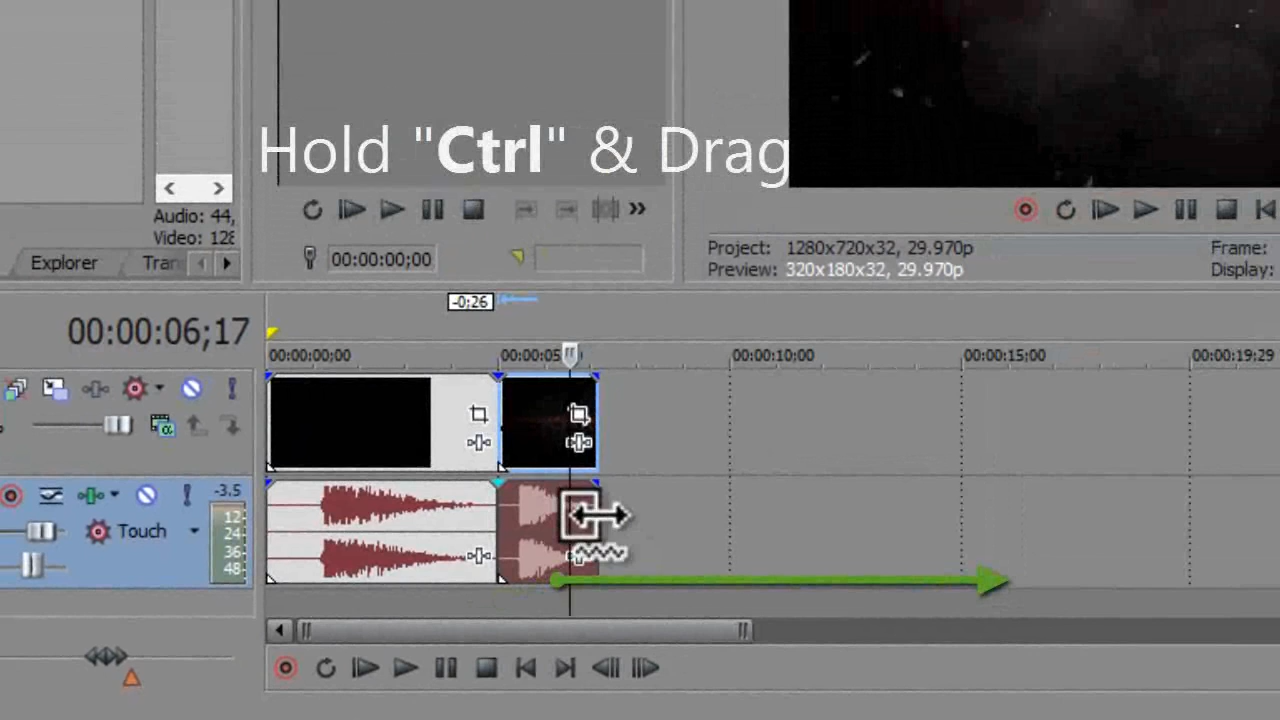 Hold "Ctrl" & Drag
Audio: 44,
Video: 128
Explorer
Tran
00:00:00;00
Project: 1280x720x32, 29.970p
Preview: 320x180x32, 29.970p
Frame:
Display:
-0;26
00:00:06;17
00:00:00;00
00:00:05
00:00:10;00
00:00:15;00
00:00:19;29
-3.5
12
24
36
48
Touch